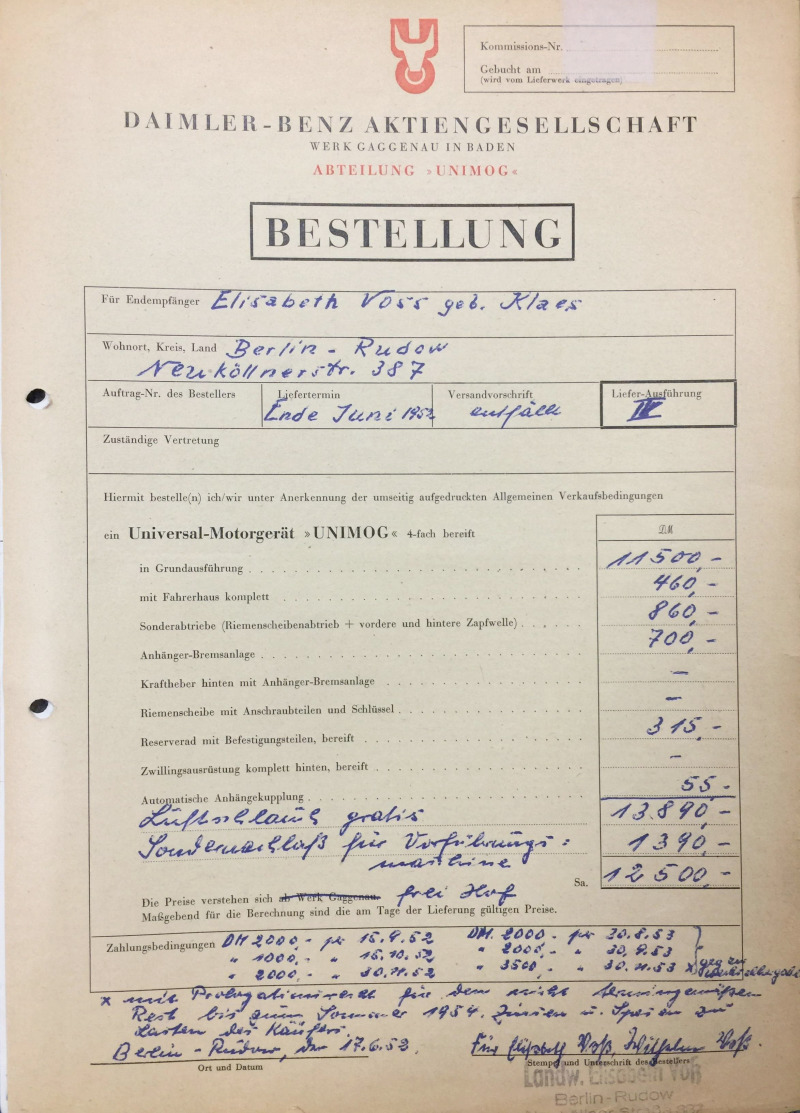 Kommissions-Nr.
Gebucht am
(wird vom Lieferwerk eingetragen)
DAIMLER-BENZ AKTIENGESELLSCHAFT
WERK GAGGENAU IN BADEN
ABTEILUNG »UNIMOG«
BESTELLUNG
Für Endempfänger Elisabeth Voss geb. Klaes
Wohnort, Kreis, Land Berlin - Rudow
Neuköllnerstr. 387
Auftrag-Nr. des Bestellers Liefertermin Versandvorschrift Liefer-Ausführung
Ende Juni 1952 entfällt IV
Zuständige Vertretung
Hiermit bestelle(n) ich/wir unter Anerkennung der umseitig aufgedruckten Allgemeinen Verkaufsbedingungen
ein Universal-Motorgerät »UNIMOG« 4-fach bereift DM
in Grundausführung 11500,-
mit Fahrerhaus komplett 460,-
Sonderabtriebe (Riemenscheibenabtrieb + vordere und hintere Zapfwelle) 860,-
Anhänger-Bremsanlage 700,-
Kraftheber hinten mit Anhänger-Bremsanlage -
Riemenscheibe mit Anschraubteilen und Schlüssel -
Reserverad mit Befestigungsteilen, bereift 315,-
Zwillingsausrüstung komplett hinten, bereift -
Automatische Anhängekupplung 55.-
Luftschlauch gratis 13.890,-
Sondernachlaß für Vorführungs= 1390,-
maschine
Sa. 12500,-
Die Preise verstehen sich ab Werk Gaggenau. frei Hof
Maßgebend für die Berechnung sind die am Tage der Lieferung gültigen Preise.
Zahlungsbedingungen DM 2000,- per 15.9.52 DM. 2000,- per 30.8.53
" 1000,- " 15.10.52 " 2000,- " 30.9.53
" 2000,- " 30.11.52 " 3500,- " 30.11.53 x gegen
x mit Prolongationsrecht für den nicht termingemäßen
Rest bis zum Sommer 1954. Zinsen u. Spesen zu
Lasten des Käufers.
Berlin-Rudow, den 17.6.52. Für Elisabeth Voß, Wilhelm Voß.
Ort und Datum Stempel und Unterschrift des Bestellers
Landw. Elisabeth Voß
Berlin-Rudow